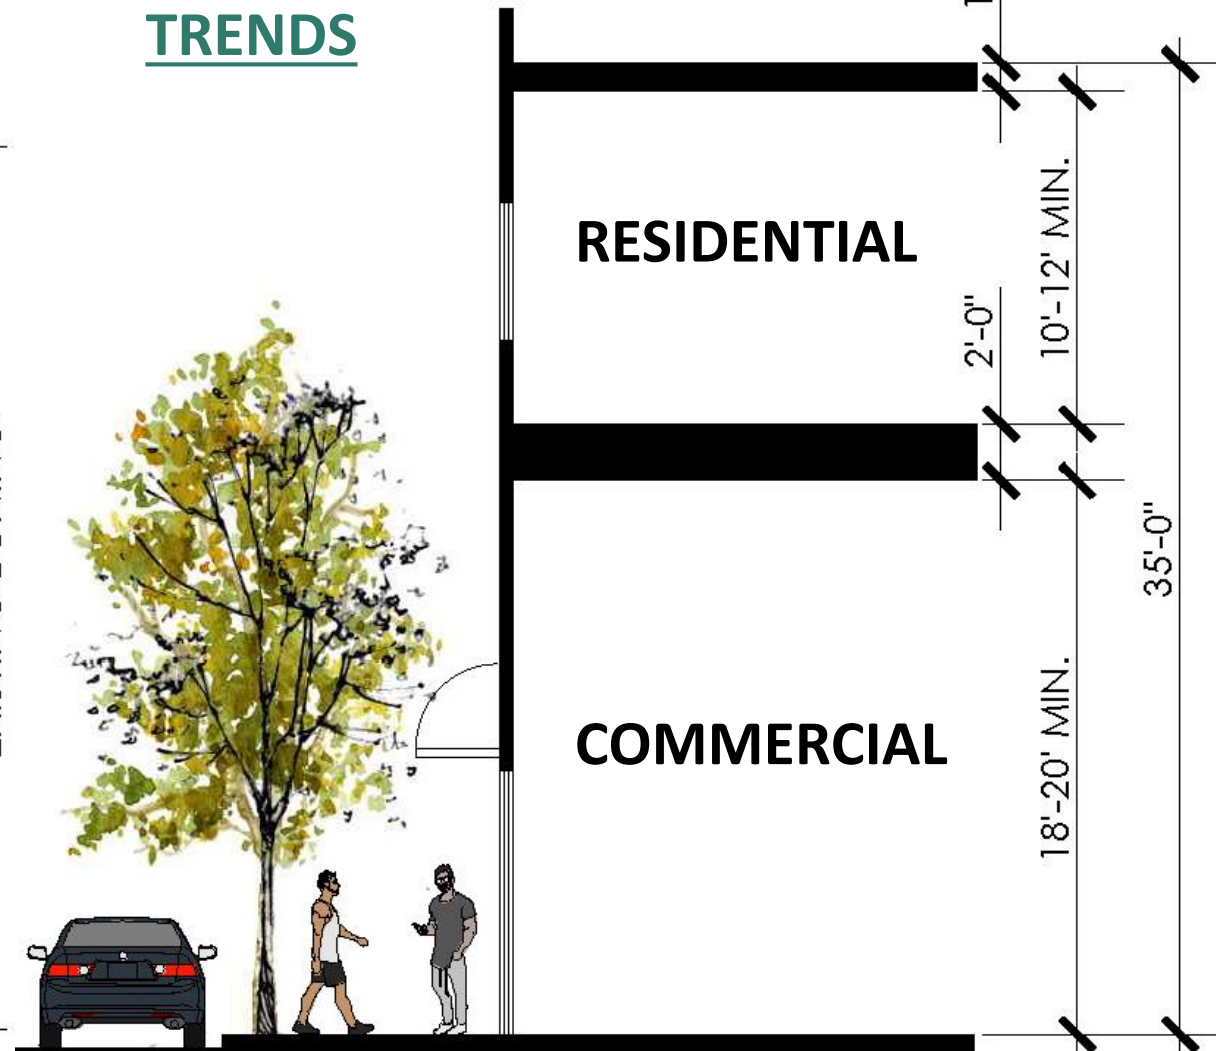 TRENDS
RESIDENTIAL
10'-12' MIN.
2'-0"
35'-0"
COMMERCIAL
18'-20' MIN.